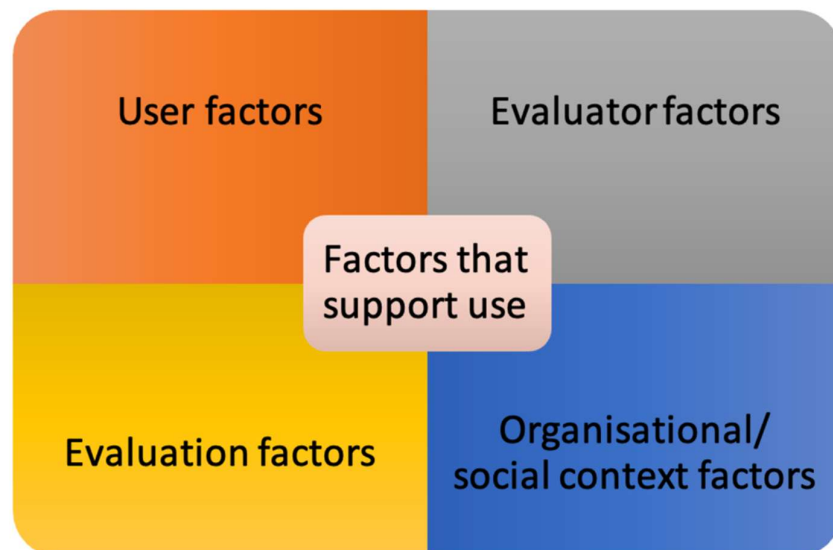 User factors
Evaluator factors
Factors that
support use
Evaluation factors
Organisational/
social context factors